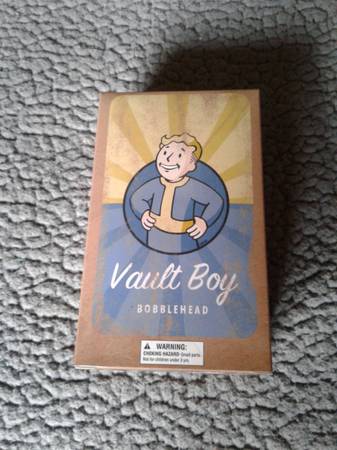 Vault Boy
BOBBLEHEAD
WARNING:
CHOKING HAZARD-Small parts
Not for children under 3 yrs.